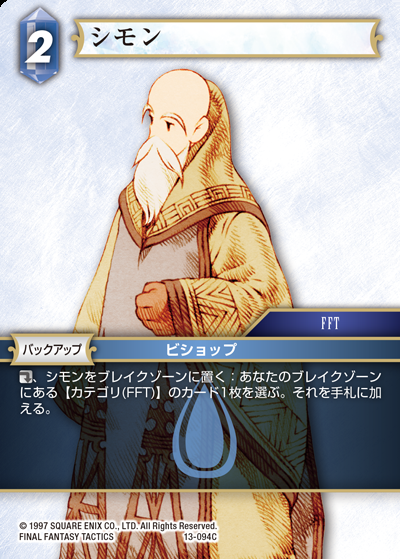 2
シモン
FFT
バックアップ
ビショップ
、シモンをブレイクゾーンに置く：あなたのブレイクゾーン
にある【カテゴリ(FFT)】のカード1枚を選ぶ。それを手札に加
える。
© 1997 SQUARE ENIX CO., LTD. All Rights Reserved.
FINAL FANTASY TACTICS
13-094C